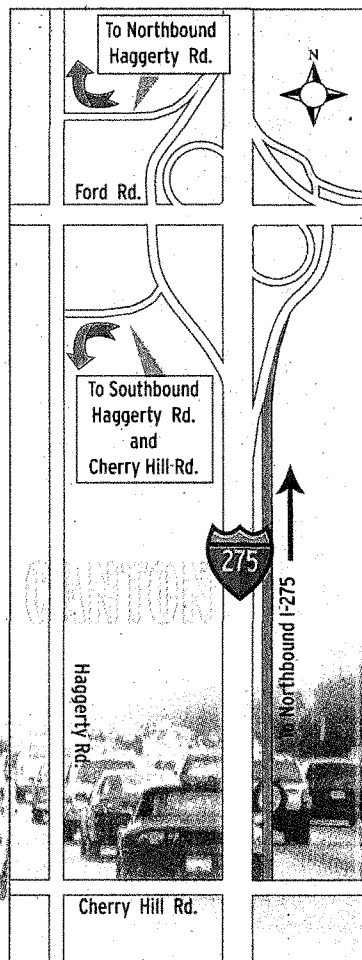 To Northbound
Haggerty Rd.
N
Ford Rd.
To Southbound
Haggerty Rd.
and
Cherry Hill Rd.
275
CANTON
To Northbound I-275
Haggerty Rd.
Cherry Hill Rd.